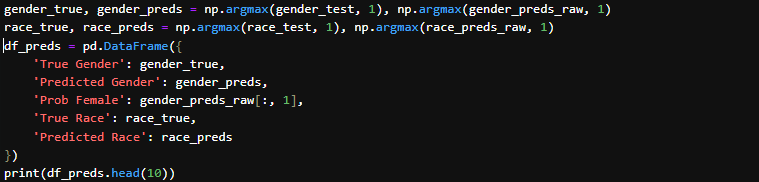 gender_true, gender_preds = np.argmax(gender_test, 1), np.argmax(gender_preds_raw, 1)
race_true, race_preds = np.argmax(race_test, 1), np.argmax(race_preds_raw, 1)
df_preds = pd.DataFrame({
    'True Gender': gender_true,
    'Predicted Gender': gender_preds,
    'Prob Female': gender_preds_raw[:, 1],
    'True Race': race_true,
    'Predicted Race': race_preds
})
print(df_preds.head(10))